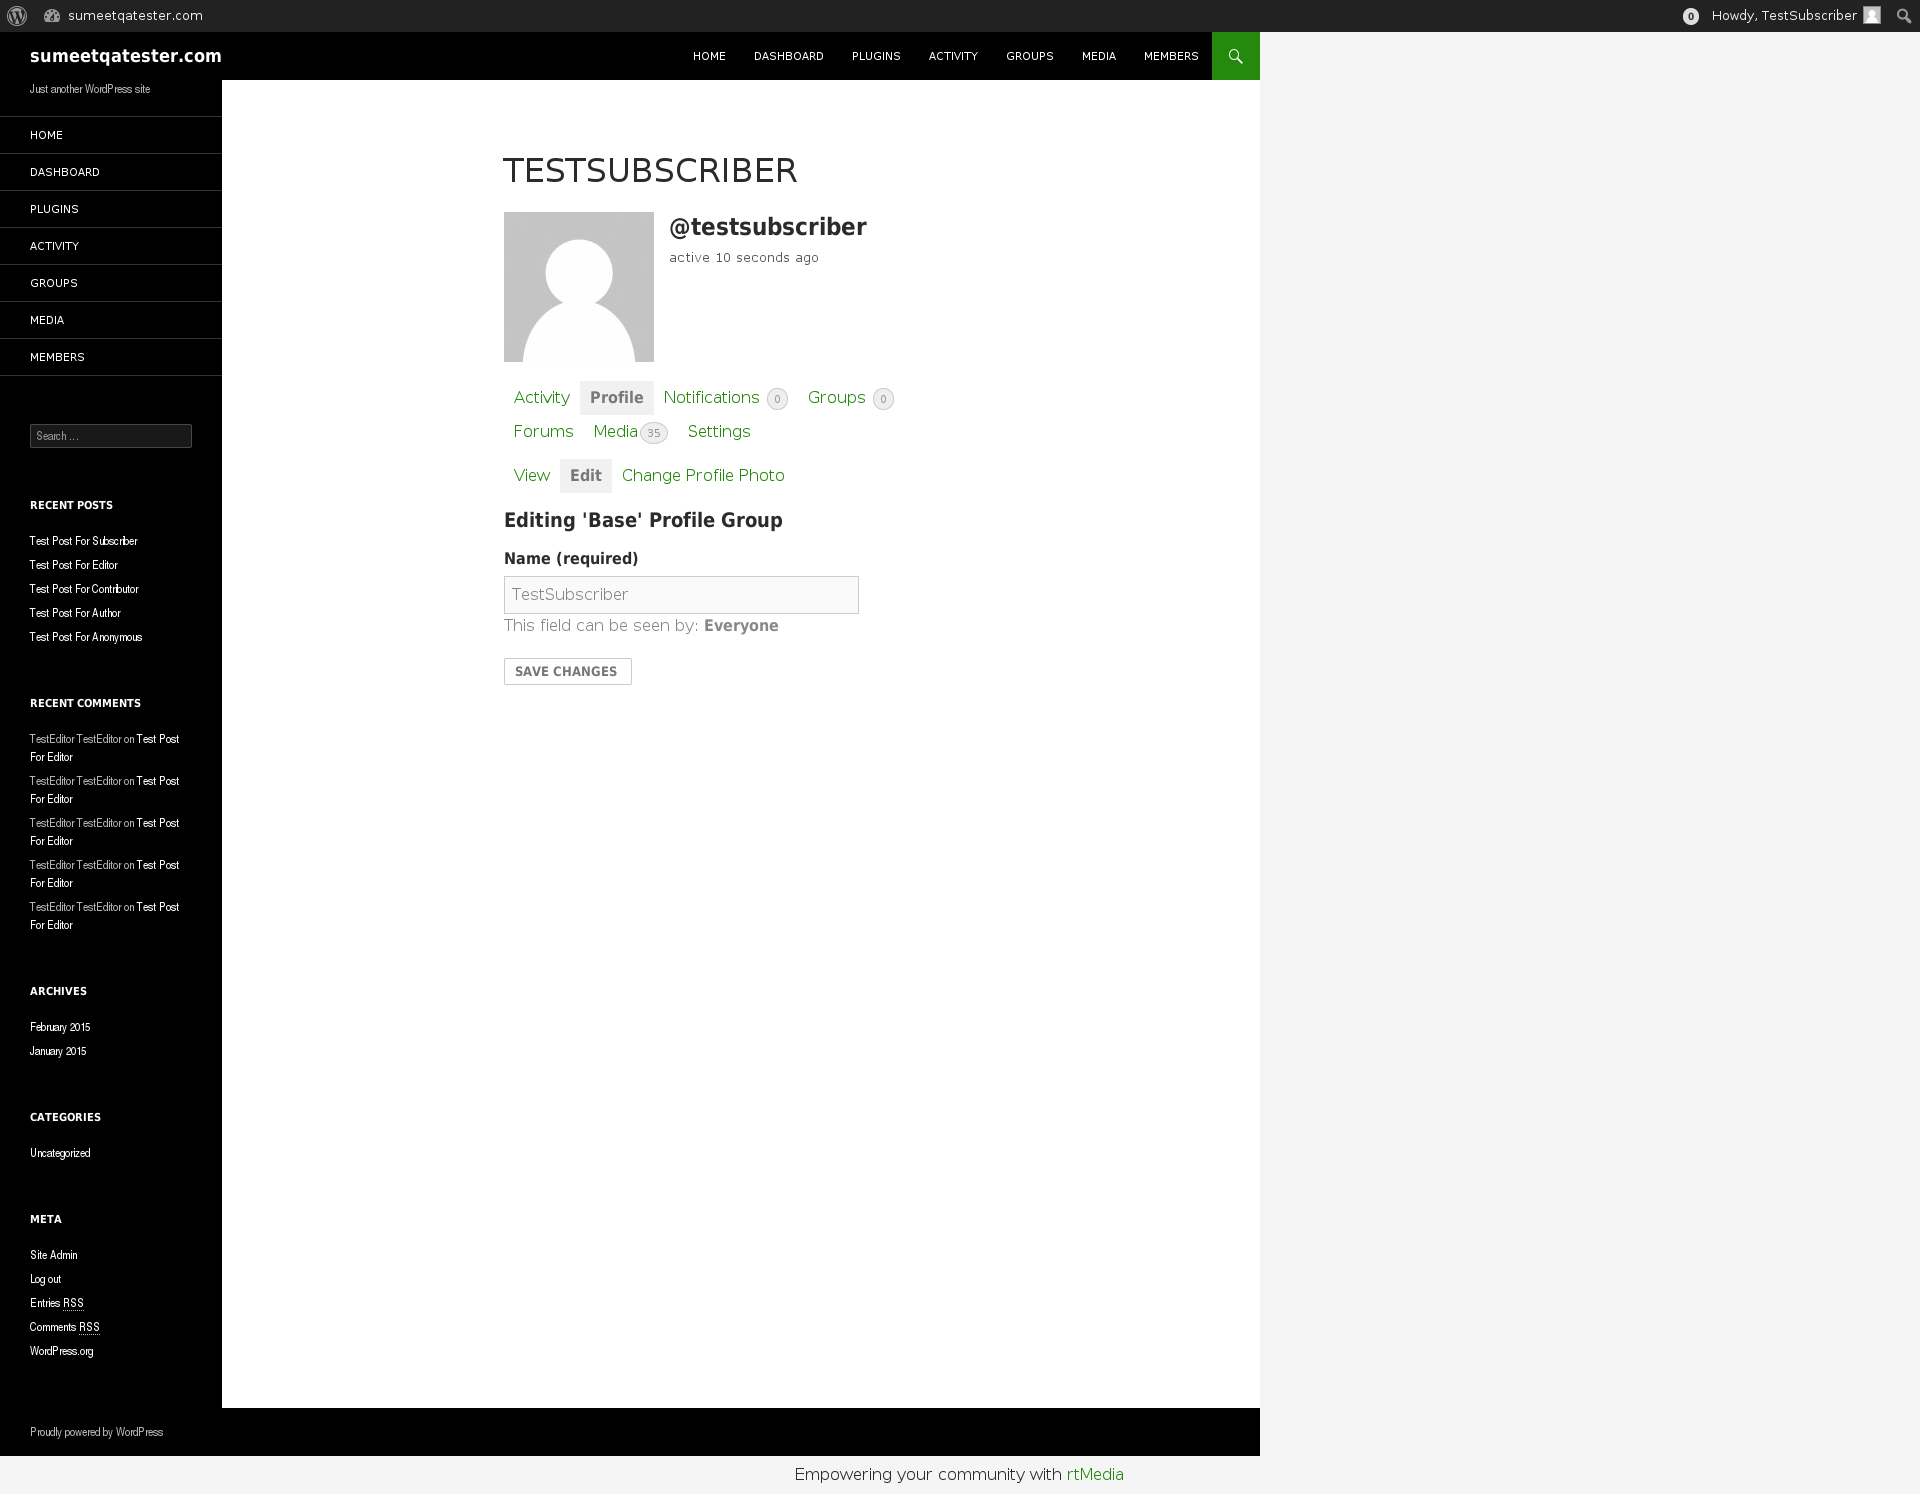 sumeetqatester.com
0
Howdy, TestSubscriber
sumeetqatester.com
HOME DASHBOARD PLUGINS ACTIVITY GROUPS MEDIA MEMBERS
Just another WordPress site
HOME
DASHBOARD
PLUGINS
ACTIVITY
GROUPS
MEDIA
MEMBERS
Search ...
RECENT POSTS
Test Post For Subscriber
Test Post For Editor
Test Post For Contributor
Test Post For Author
Test Post For Anonymous
RECENT COMMENTS
TestEditor TestEditor on Test Post
For Editor
TestEditor TestEditor on Test Post
For Editor
TestEditor TestEditor on Test Post
For Editor
TestEditor TestEditor on Test Post
For Editor
TestEditor TestEditor on Test Post
For Editor
ARCHIVES
February 2015
January 2015
CATEGORIES
Uncategorized
META
Site Admin
Log out
Entries RSS
Comments RSS
WordPress.org
TESTSUBSCRIBER
@testsubscriber
active 10 seconds ago
Activity Profile Notifications 0 Groups 0
Forums Media 35 Settings
View Edit Change Profile Photo
Editing 'Base' Profile Group
Name (required)
TestSubscriber
This field can be seen by: Everyone
SAVE CHANGES
Proudly powered by WordPress
Empowering your community with rtMedia